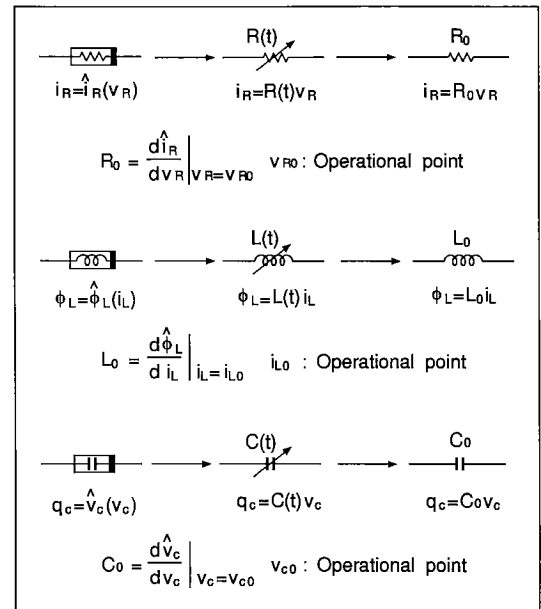 R(t) R₀
i_R=î_R(v_R) i_R=R(t)v_R i_R=R₀v_R
R₀ = dî_R/dv_R |v_R=v_R0 v_R0 : Operational point
L(t) L₀
ϕ_L=ϕ̂_L(i_L) ϕ_L=L(t)i_L ϕ_L=L₀i_L
L₀ = dϕ̂_L/d i_L |i_L=i_L0 i_L0 : Operational point
C(t) C₀
q_c=v̂_c(v_c) q_c=C(t)v_c q_c=C₀v_c
C₀ = dv̂_c/dv_c |v_c=v_c0 v_c0 : Operational point